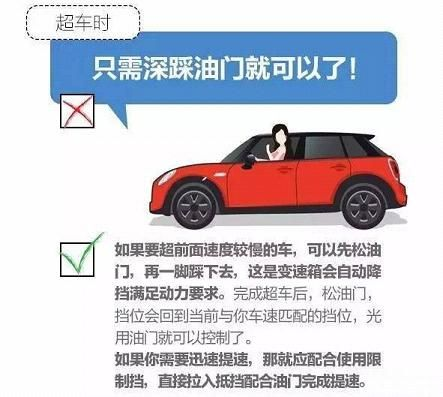 超车时
只需深踩油门就可以了！
如果要超前面速度较慢的车，可以先松油
门，再一脚踩下去，这是变速箱会自动降
挡满足动力要求。完成超车后，松油门，
挡位会回到当前与你车速匹配的挡位，光
用油门就可以控制了。
如果你需要迅速提速，那就应配合使用限
制挡，直接拉入抵挡配合油门完成提速。